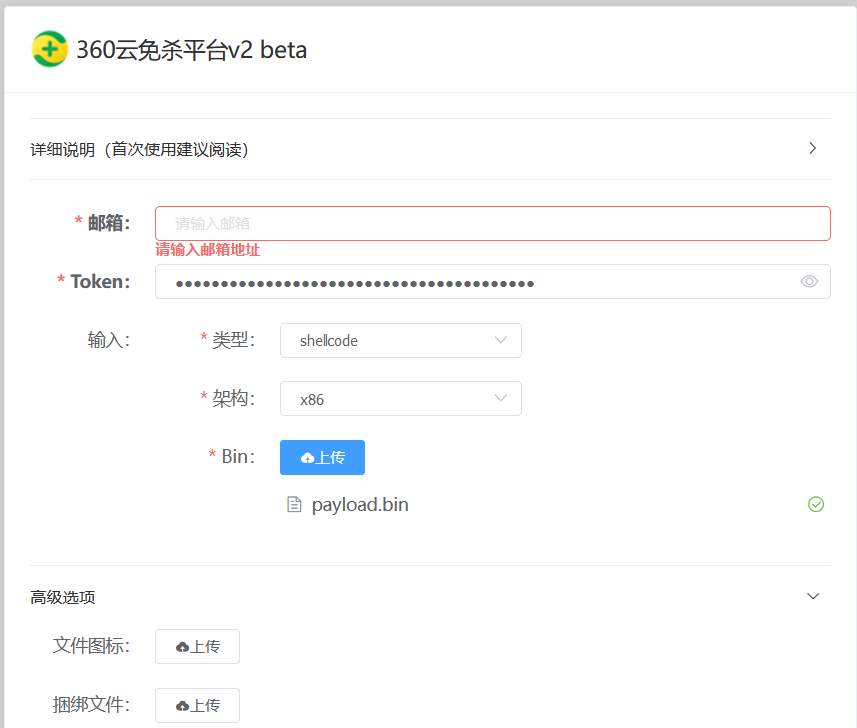 360云免杀平台v2 beta
详细说明（首次使用建议阅读）
* 邮箱：
请输入邮箱
请输入邮箱地址
* Token：
••••••••••••••••••••••••••••••••••••••••
输入：
* 类型：
shellcode
* 架构：
x86
* Bin：
上传
payload.bin
高级选项
文件图标：
上传
捆绑文件：
上传